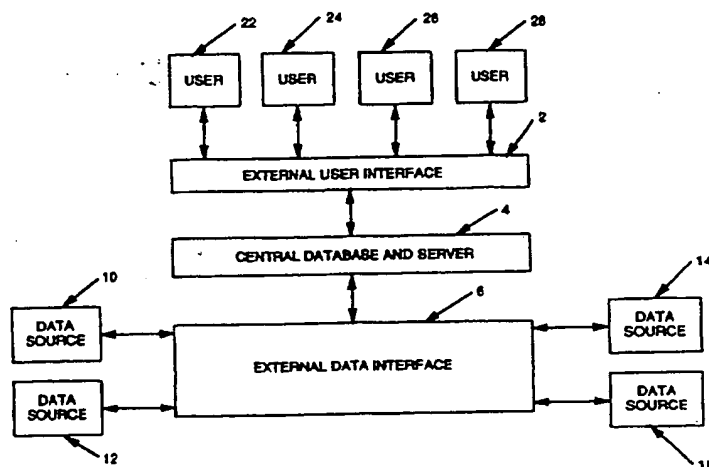 22
24
26
28
USER
USER
USER
USER
2
EXTERNAL USER INTERFACE
4
CENTRAL DATABASE AND SERVER
10
6
14
DATA
SOURCE
EXTERNAL DATA INTERFACE
DATA
SOURCE
DATA
SOURCE
DATA
SOURCE
12